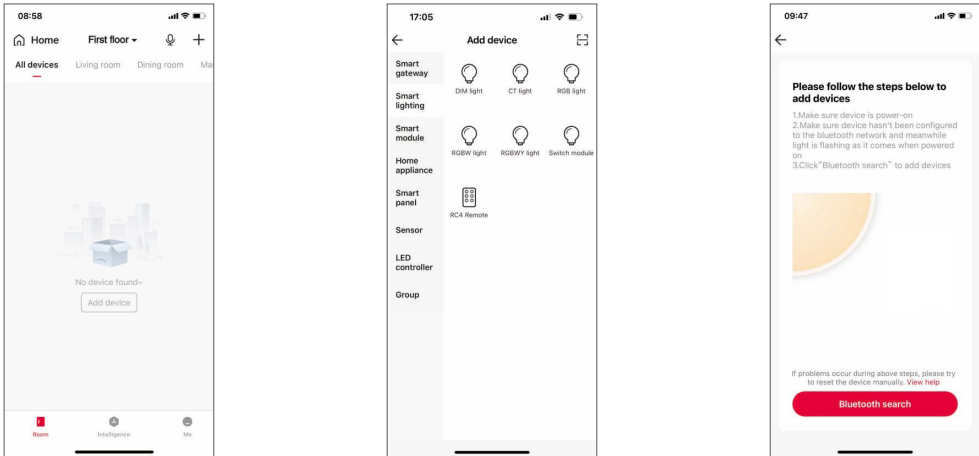 08:58
Home First floor
All devices Living room Dining room Ma
No device found~
Add device
Room Intelligence Me
17:05
Add device
Smart
gateway
Smart
lighting
Smart
module
Home
appliance
Smart
panel
Sensor
LED
controller
Group
DIM light CT light RGB light
RGBW light RGBWY light Switch module
RC4 Remote
09:47
Please follow the steps below to
add devices
1.Make sure device is power-on
2.Make sure device hasn't been configured
to the bluetooth network and meanwhile
light is flashing as it comes when powered
on
3.Click"Bluetooth search" to add devices
If problems occur during above steps, please try
to reset the device manually. View help
Bluetooth search